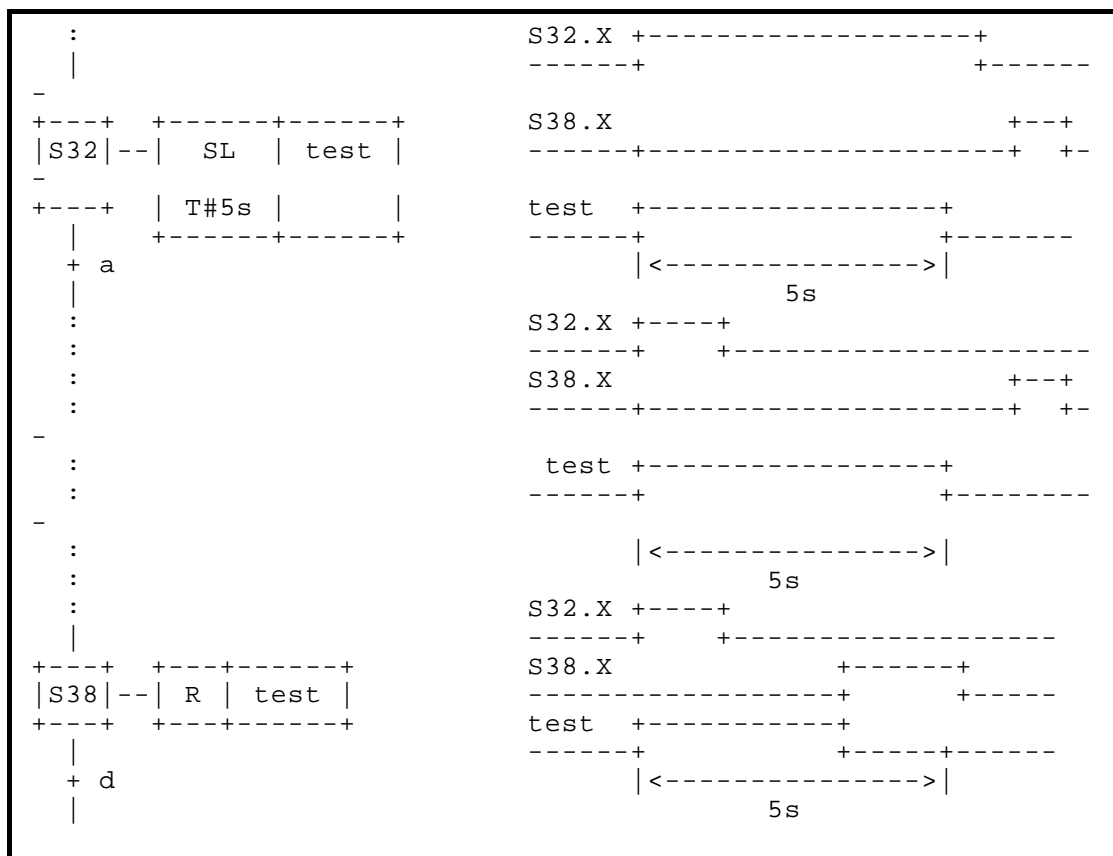 : S32.X +-------------------+
| ------+ +------
-
+---+ +------+------+ S38.X +--+
|S32|--| SL | test | ------+---------------------+ +-
-
+---+ | T#5s | | test +-----------------+
| +------+------+ ------+ +-------
+ a |<--------------->|
| 5s
: S32.X +----+
: ------+ +---------------------
: S38.X +--+
: ------+---------------------+ +-
-
: test +-----------------+
: ------+ +--------
-
: |<--------------->|
: 5s
: S32.X +----+
| ------+ +-------------------
+---+ +---+------+ S38.X +------+
|S38|--| R | test | ------------------+ +-----
+---+ +---+------+ test +-----------+
| ------+ +-----+------
+ d |<--------------->|
| 5s